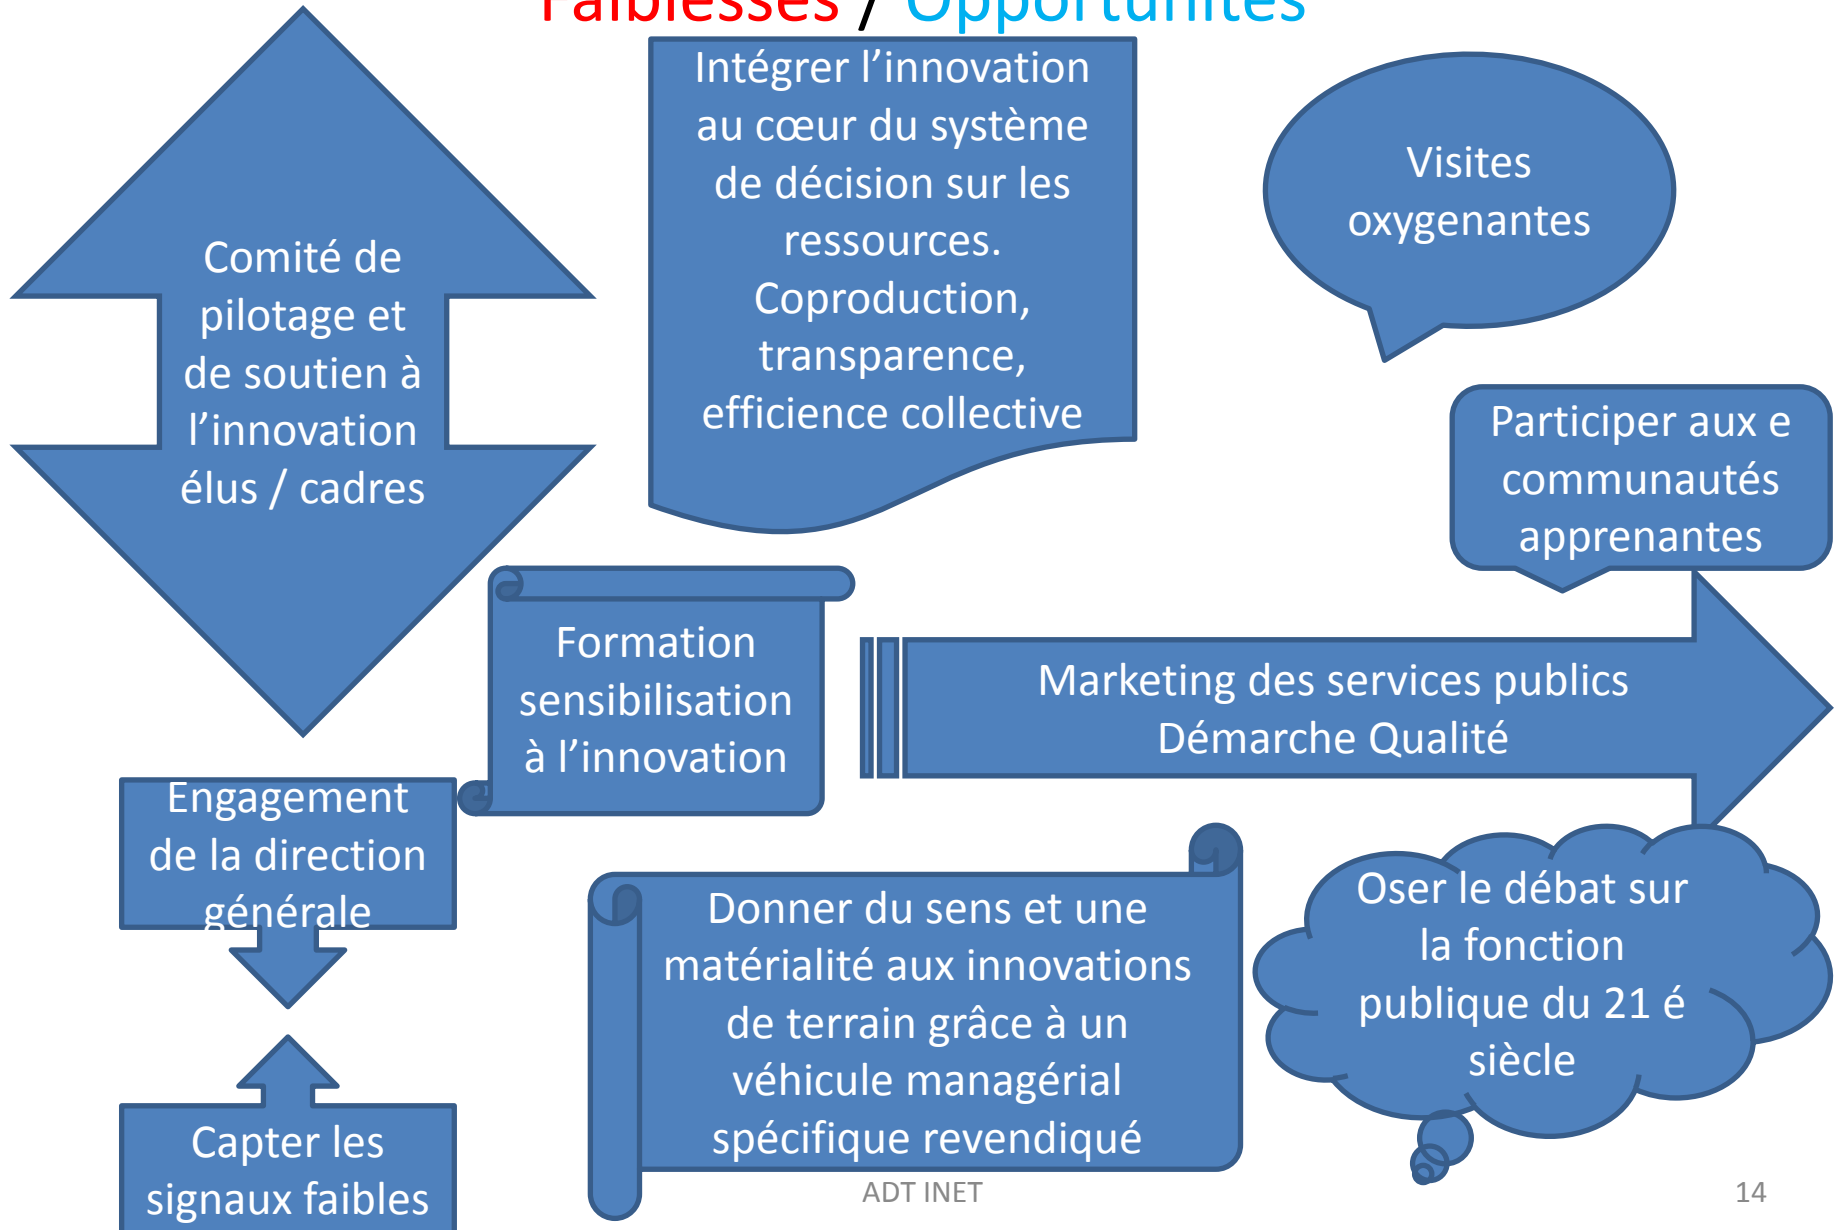 Faiblesses / Opportunités
Comité de
pilotage et
de soutien à
l’innovation
élus / cadres
Intégrer l’innovation
au cœur du système
de décision sur les
ressources.
Coproduction,
transparence,
efficience collective
Visites
oxygenantes
Participer aux e
communautés
apprenantes
Formation
sensibilisation
à l’innovation
Marketing des services publics
Démarche Qualité
Engagement
de la direction
générale
Donner du sens et une
matérialité aux innovations
de terrain grâce à un
véhicule managérial
spécifique revendiqué
Oser le débat sur
la fonction
publique du 21 é
siècle
Capter les
signaux faibles
ADT INET
14